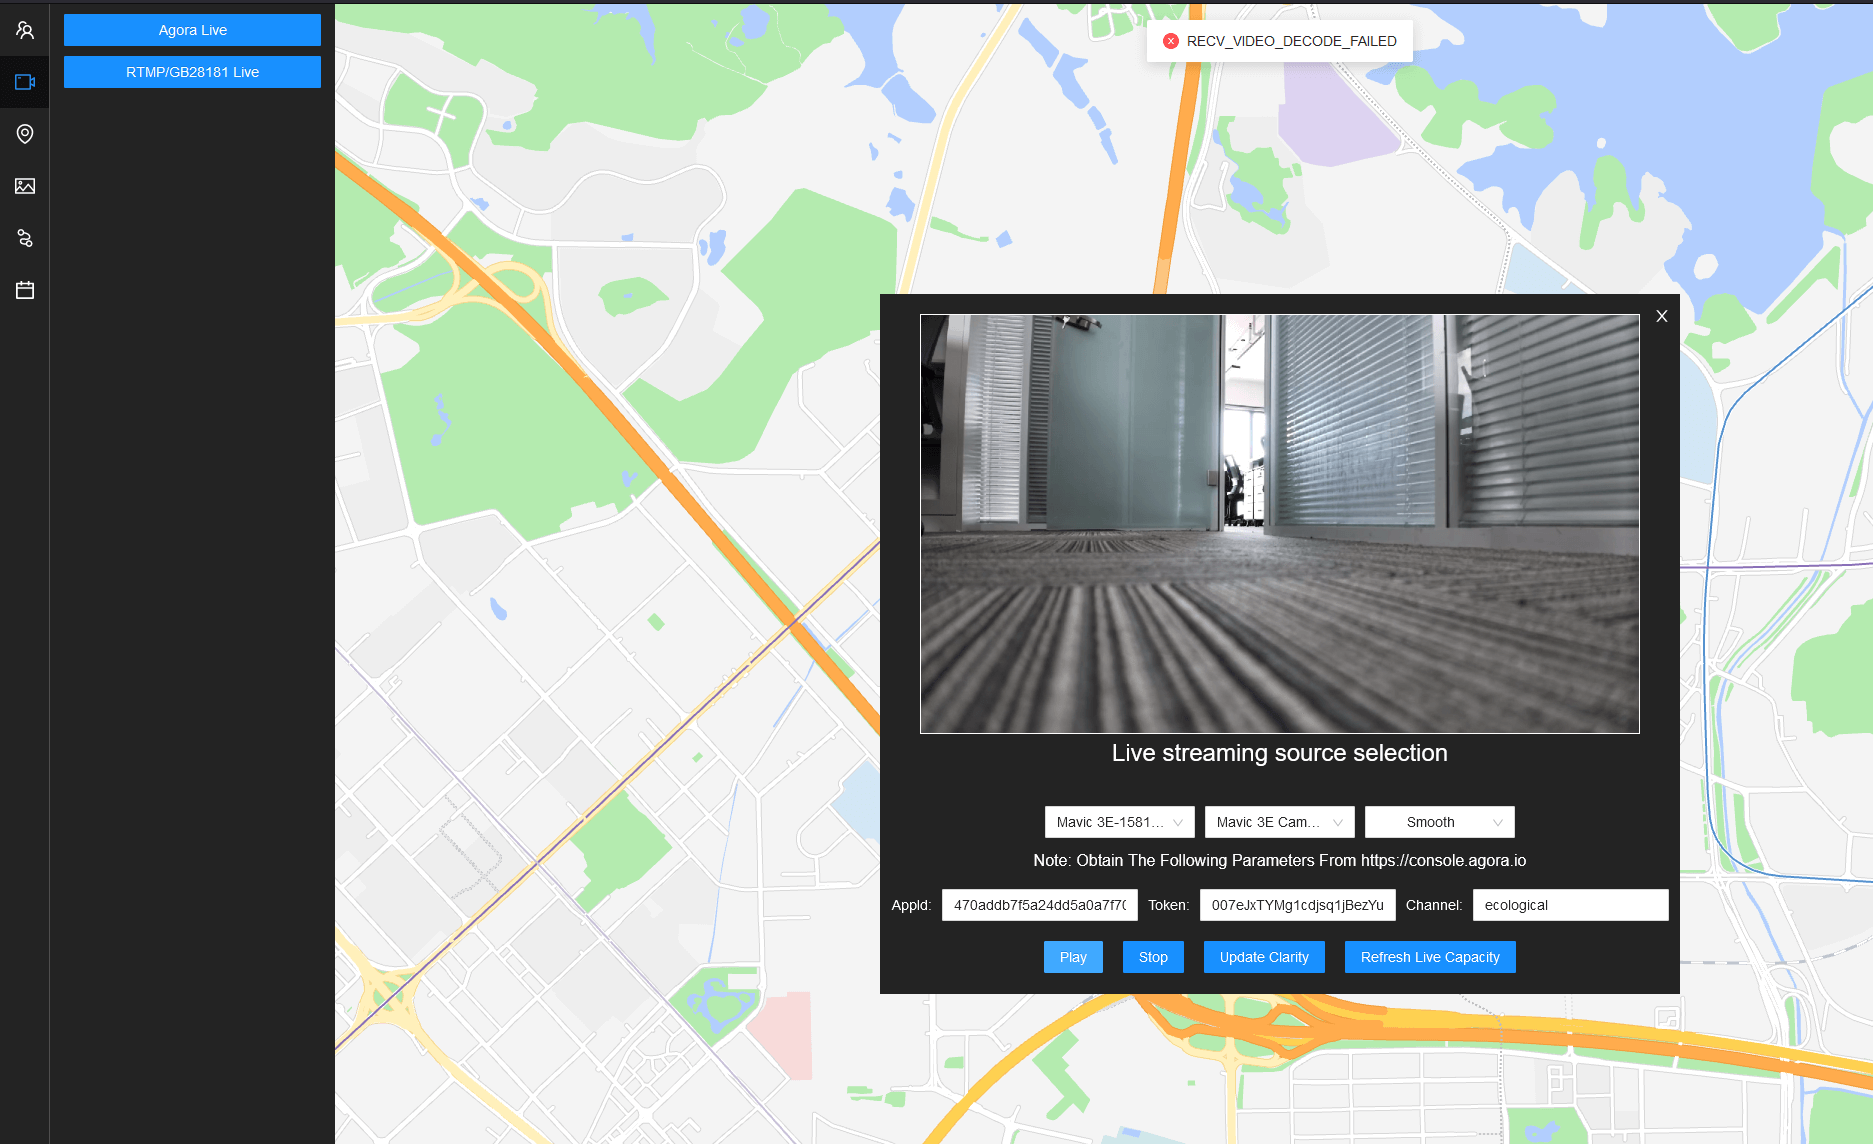 Agora Live
RTMP/GB28181 Live
RECV_VIDEO_DECODE_FAILED
X
Live streaming source selection
Mavic 3E-1581...
Mavic 3E Cam...
Smooth
Note: Obtain The Following Parameters From https://console.agora.io
AppId:
470addb7f5a24dd5a0a7f70
Token:
007eJxTYMg1cdjsq1jBezYu
Channel:
ecological
Play
Stop
Update Clarity
Refresh Live Capacity